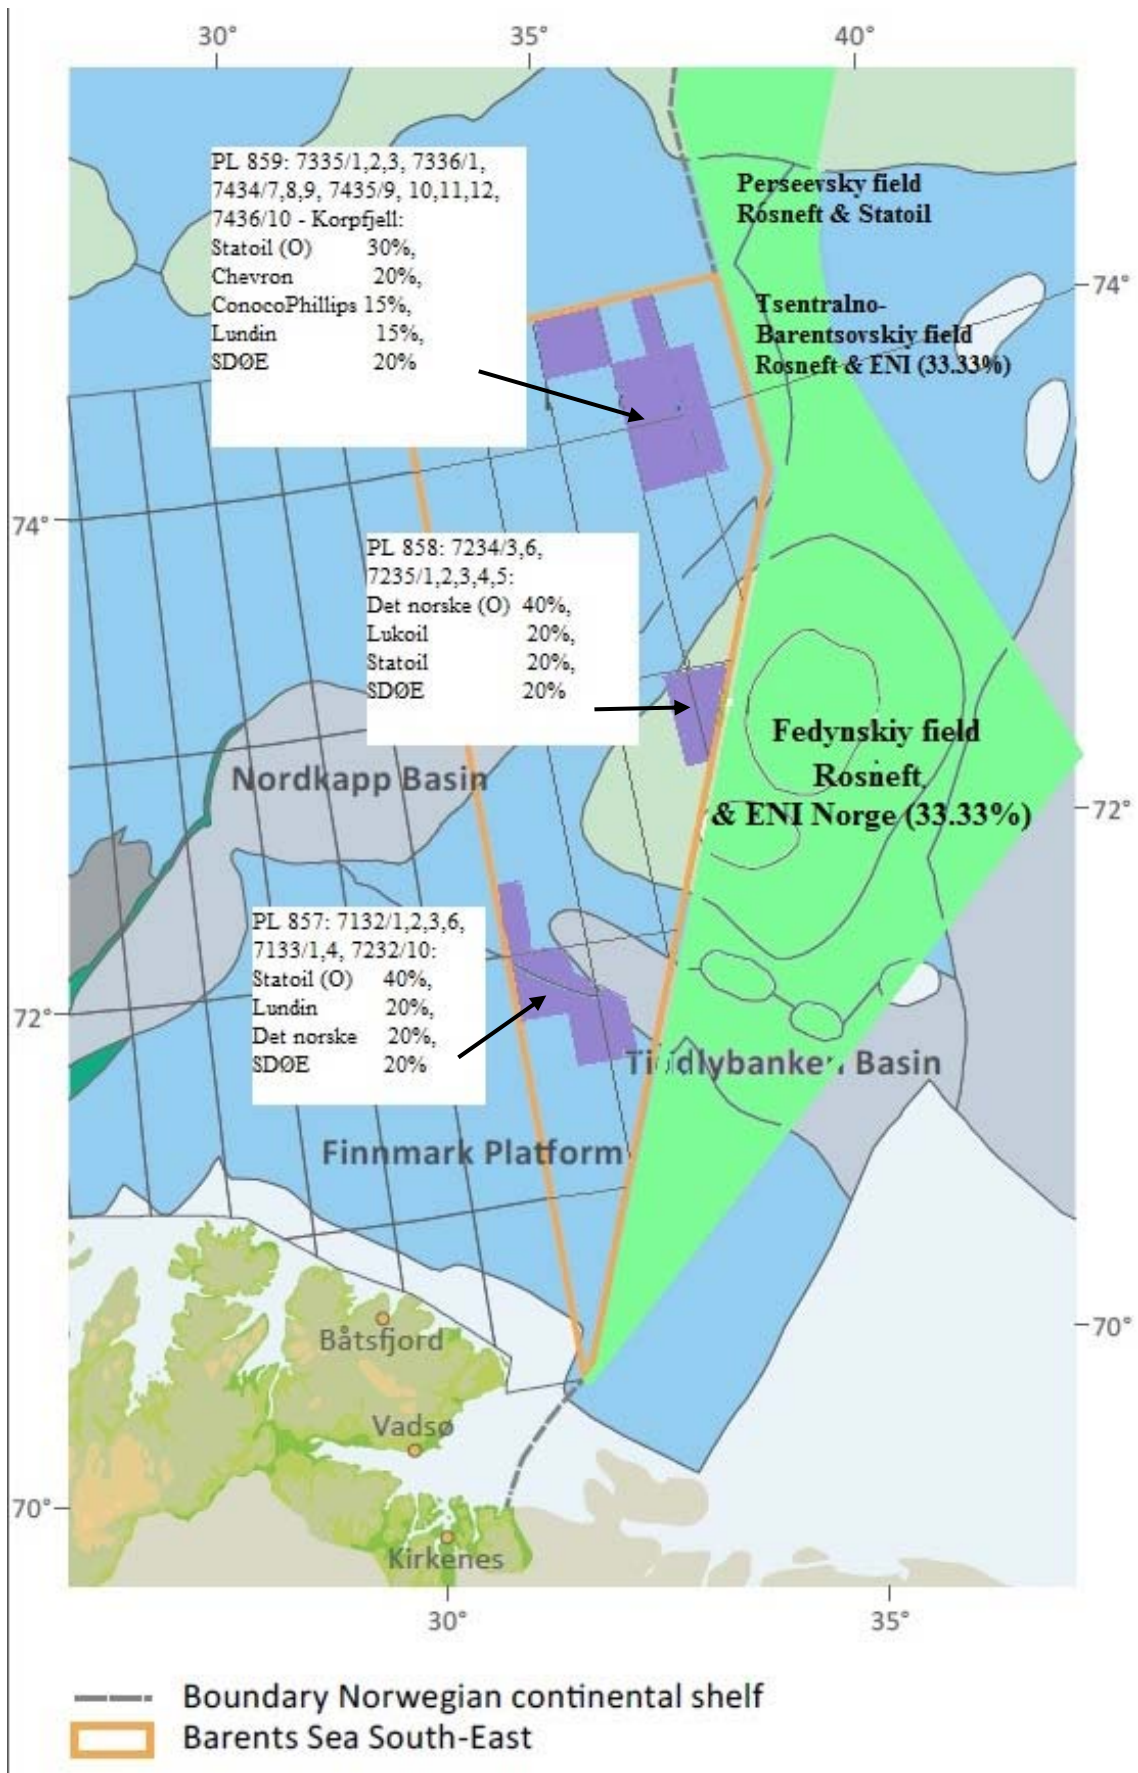 30° 35° 40°
PL 859: 7335/1,2,3, 7336/1,
7434/7,8,9, 7435/9, 10,11,12,
7436/10 - Korpfjell:
Statoil (O) 30%,
Chevron 20%,
ConocoPhillips 15%,
Lundin 15%,
SDØE 20%
Perseevsky field
Rosneft & Statoil
74°
Tsentralno-
Barentsovskiy field
Rosneft & ENI (33.33%)
74°
PL 858: 7234/3,6,
7235/1,2,3,4,5:
Det norske (O) 40%,
Lukoil 20%,
Statoil 20%,
SDØE 20%
Fedynskiy field
Rosneft
& ENI Norge (33.33%)
Nordkapp Basin
72°
PL 857: 7132/1,2,3,6,
7133/1,4, 7232/10:
Statoil (O) 40%,
Lundin 20%,
Det norske 20%,
SDØE 20%
72°
Tiddlybanken Basin
Finnmark Platform
70°
Båtsfjord
Vadsø
70°
Kirkenes
30° 35°
Boundary Norwegian continental shelf
Barents Sea South-East